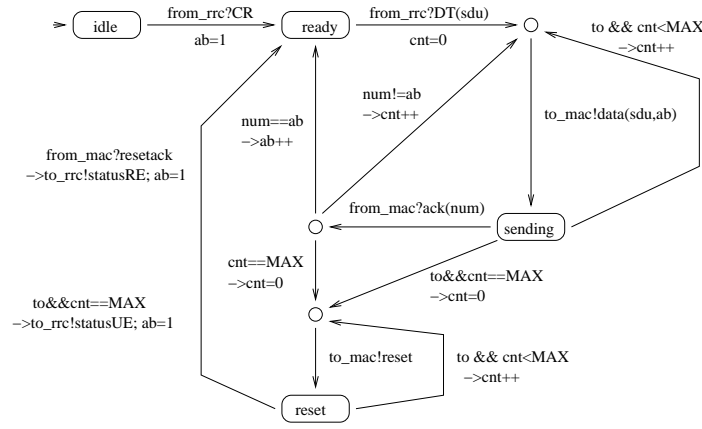 from_rrc?CR
from_rrc?DT(sdu)
to && cnt<MAX
−>cnt++
idle
ready
ab=1
cnt=0
num!=ab
−>cnt++
to_mac!data(sdu,ab)
num==ab
−>ab++
from_mac?resetack
−>to_rrc!statusRE; ab=1
from_mac?ack(num)
sending
cnt==MAX
−>cnt=0
to&&cnt==MAX
−>cnt=0
to&&cnt==MAX
−>to_rrc!statusUE; ab=1
to_mac!reset
to && cnt<MAX
−>cnt++
reset